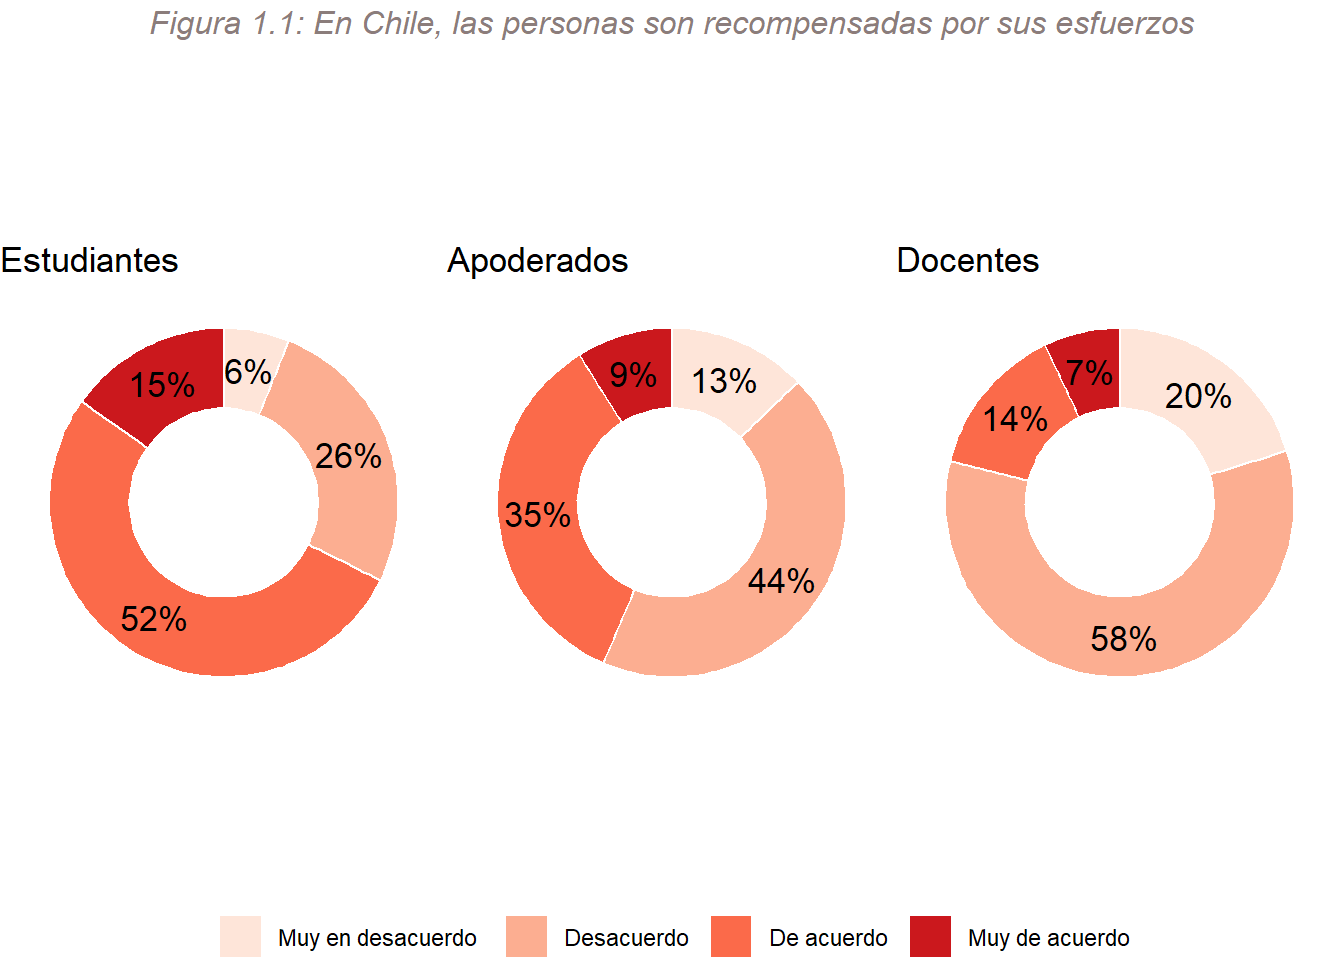 Figura 1.1: En Chile, las personas son recompensadas por sus esfuerzos
Estudiantes
15%
6%
26%
52%
Apoderados
9%
13%
35%
44%
Docentes
7%
20%
14%
58%
Muy en desacuerdo
Desacuerdo
De acuerdo
Muy de acuerdo